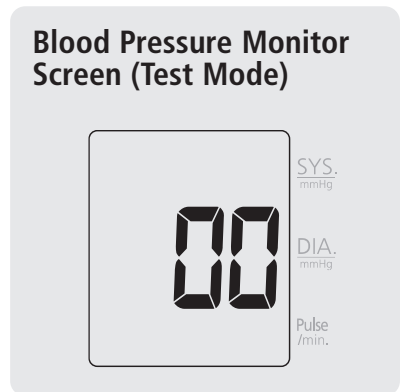 Blood Pressure Monitor
Screen (Test Mode)
SYS.
mmHg
00
DIA.
mmHg
Pulse
/min.